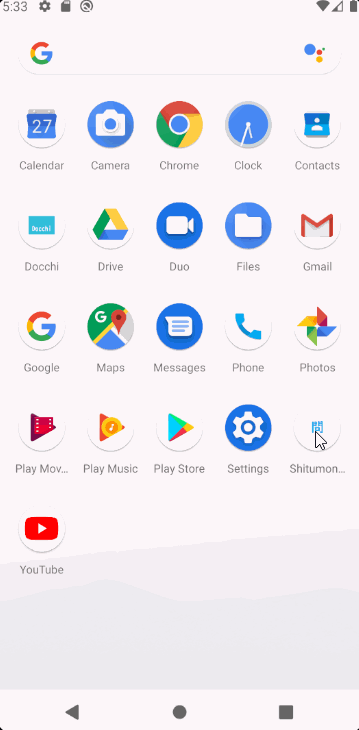 5:33
27
Calendar Camera Chrome Clock Contacts
Docchi
Docchi Drive Duo Files Gmail
Google Maps Messages Phone Photos
Play Mov... Play Music Play Store Settings Shitumon...
YouTube